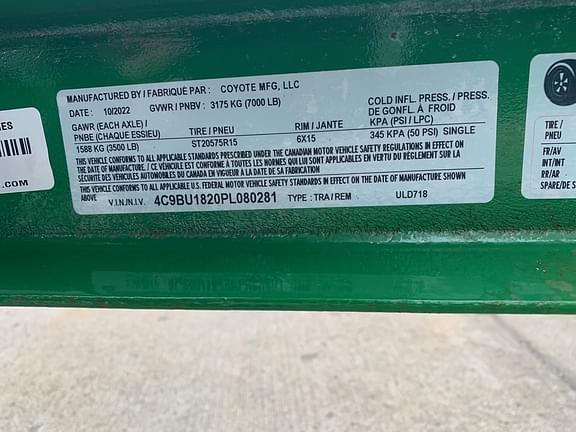 MANUFACTURED BY / FABRIQUÉ PAR : COYOTE MFG, LLC
DATE : 10/2022 GVWR / PNBV : 3175 KG (7000 LB)
COLD INFL. PRESS. / PRESS.
DE GONFL. À FROID
GAWR (EACH AXLE) /
PNBE (CHAQUE ESSIEU) TIRE / PNEU RIM / JANTE KPA (PSI / LPC)
1588 KG (3500 LB) ST20575R15 6X15 345 KPA (50 PSI) SINGLE
THIS VEHICLE CONFORMS TO ALL APPLICABLE STANDARDS PRESCRIBED UNDER THE CANADIAN MOTOR VEHICLE SAFETY REGULATIONS IN EFFECT ON
THE DATE OF MANUFACTURE / CE VÉHICULE EST CONFORME À TOUTES LES NORMES QUI LUI SONT APPLICABLES EN VERTU DU RÈGLEMENT SUR LA
SÉCURITÉ DES VÉHICULES AUTOMOBILES DU CANADA EN VIGUEUR À LA DATE DE SA FABRICATION
THIS VEHICLE CONFORMS TO ALL APPLICABLE STANDARDS IN EFFECT ON THE DATE OF MANUFACTURE SHOWN
ABOVE V.I.N./N.I.V. 4C9BU1820PL080281 TYPE : TRA / REM ULD718
ES
.COM
TIRE /
PNEU
FR/AV
INT/INT
RR/AR
SPARE/DE S